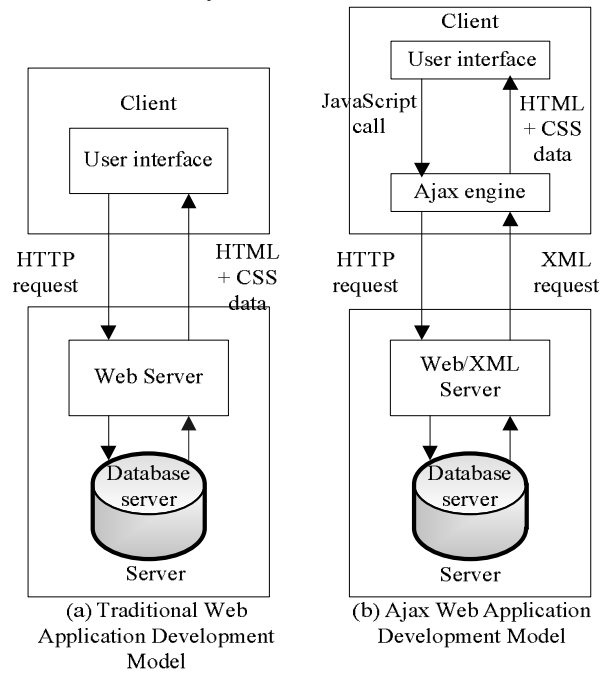 Client
User interface
HTTP
request
HTML
+ CSS
data
Web Server
Database
server
Server
(a) Traditional Web
Application Development
Model
Client
User interface
JavaScript
call
HTML
+ CSS
data
Ajax engine
HTTP
request
XML
request
Web/XML
Server
Database
server
Server
(b) Ajax Web Application
Development Model